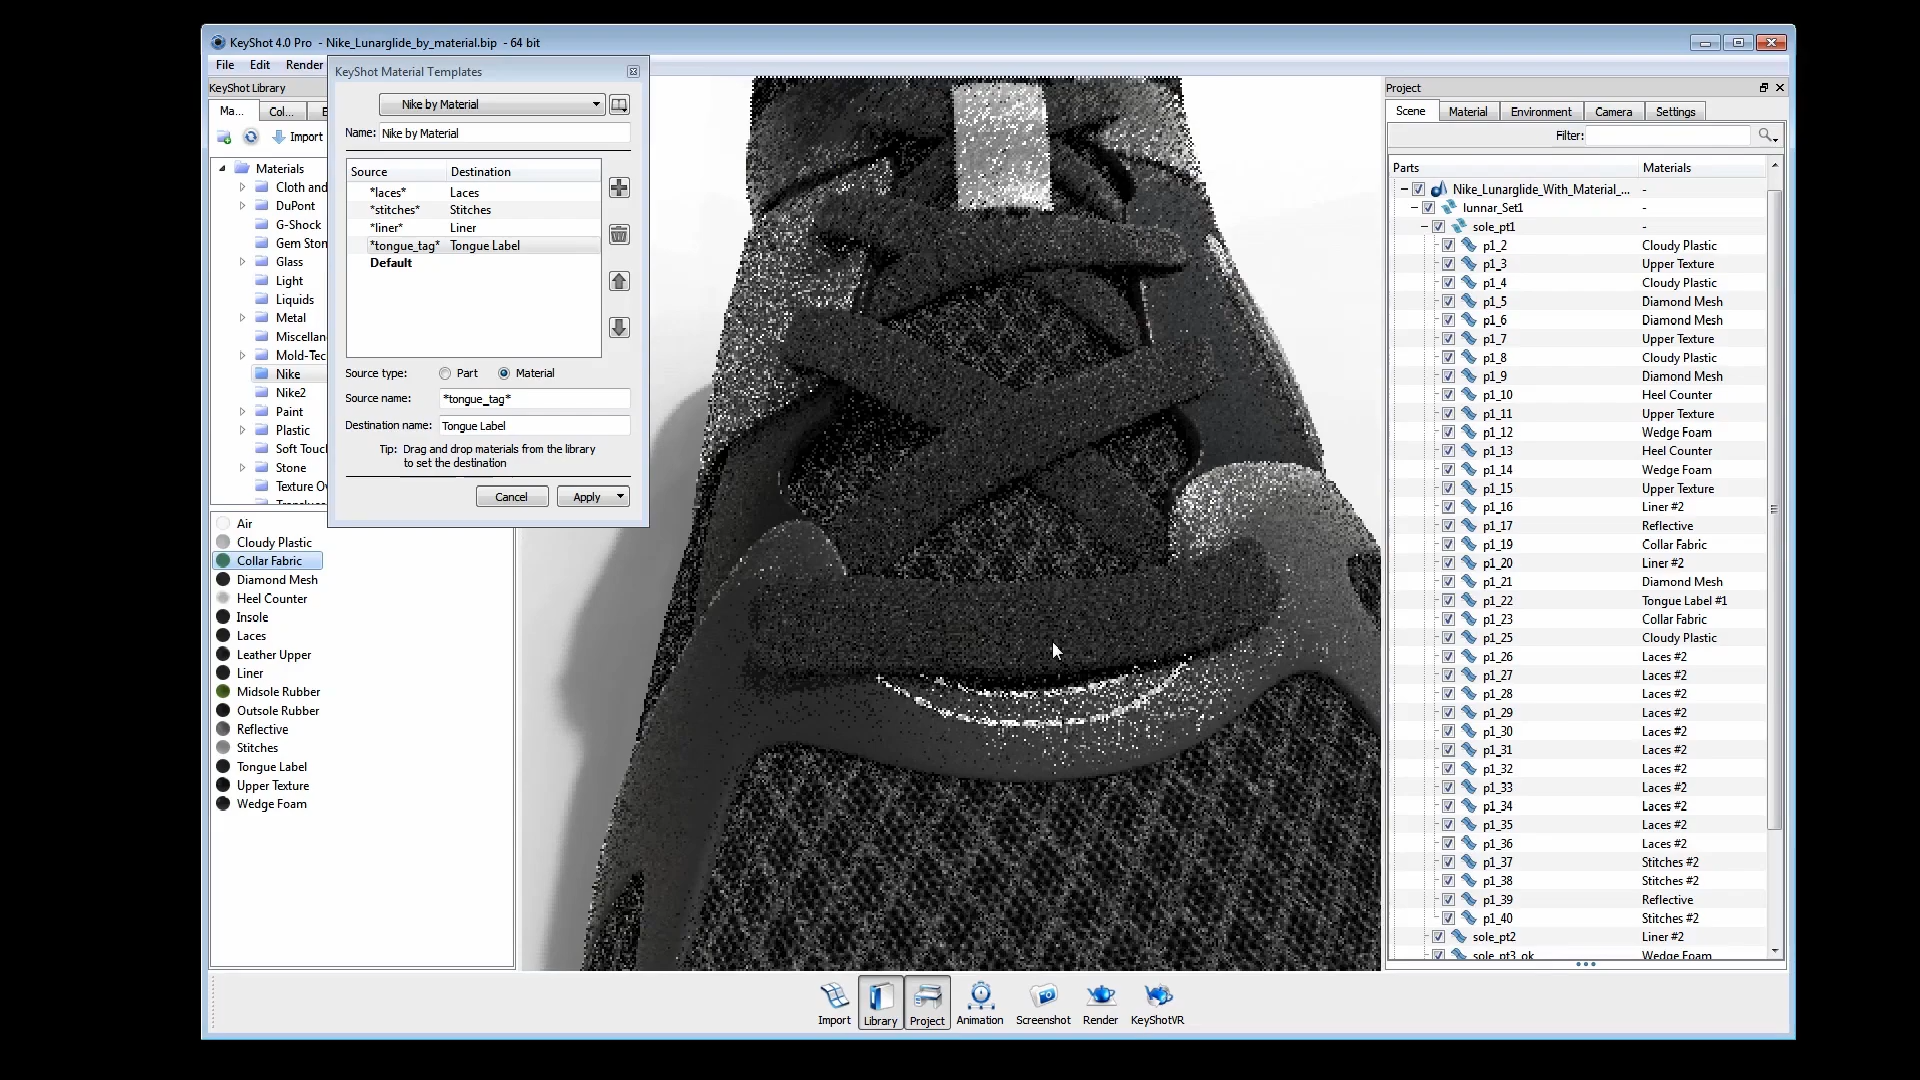 KeyShot 4.0 Pro - Nike_Lunarglide_by_material.bip - 64 bit
File Edit Render
KeyShot Library
Ma... Col... E
Import
Materials
Cloth and
DuPont
G-Shock
Gem Ston
Glass
Light
Liquids
Metal
Miscellan
Mold-Tec
Nike
Nike2
Paint
Plastic
Soft Touch
Stone
Texture Ov
Air
Cloudy Plastic
Collar Fabric
Diamond Mesh
Heel Counter
Insole
Laces
Leather Upper
Liner
Midsole Rubber
Outsole Rubber
Reflective
Stitches
Tongue Label
Upper Texture
Wedge Foam
KeyShot Material Templates
Nike by Material
Name: Nike by Material
Source Destination
*laces* Laces
*stitches* Stitches
*liner* Liner
*tongue_tag* Tongue Label
Default
Source type: Part Material
Source name: *tongue_tag*
Destination name: Tongue Label
Tip: Drag and drop materials from the library
to set the destination
Cancel Apply
Project
Scene Material Environment Camera Settings
Filter:
Parts Materials
Nike_Lunarglide_With_Material_... -
lunnar_Set1 -
sole_pt1 -
p1_2 Cloudy Plastic
p1_3 Upper Texture
p1_4 Cloudy Plastic
p1_5 Diamond Mesh
p1_6 Diamond Mesh
p1_7 Upper Texture
p1_8 Cloudy Plastic
p1_9 Diamond Mesh
p1_10 Heel Counter
p1_11 Upper Texture
p1_12 Wedge Foam
p1_13 Heel Counter
p1_14 Wedge Foam
p1_15 Upper Texture
p1_16 Liner #2
p1_17 Reflective
p1_19 Collar Fabric
p1_20 Liner #2
p1_21 Diamond Mesh
p1_22 Tongue Label #1
p1_23 Collar Fabric
p1_25 Cloudy Plastic
p1_26 Laces #2
p1_27 Laces #2
p1_28 Laces #2
p1_29 Laces #2
p1_30 Laces #2
p1_31 Laces #2
p1_32 Laces #2
p1_33 Laces #2
p1_34 Laces #2
p1_35 Laces #2
p1_36 Laces #2
p1_37 Stitches #2
p1_38 Stitches #2
p1_39 Reflective
p1_40 Stitches #2
sole_pt2 Liner #2
sole_pt3_ok Wedge Foam
Import Library Project Animation Screenshot Render KeyShotVR